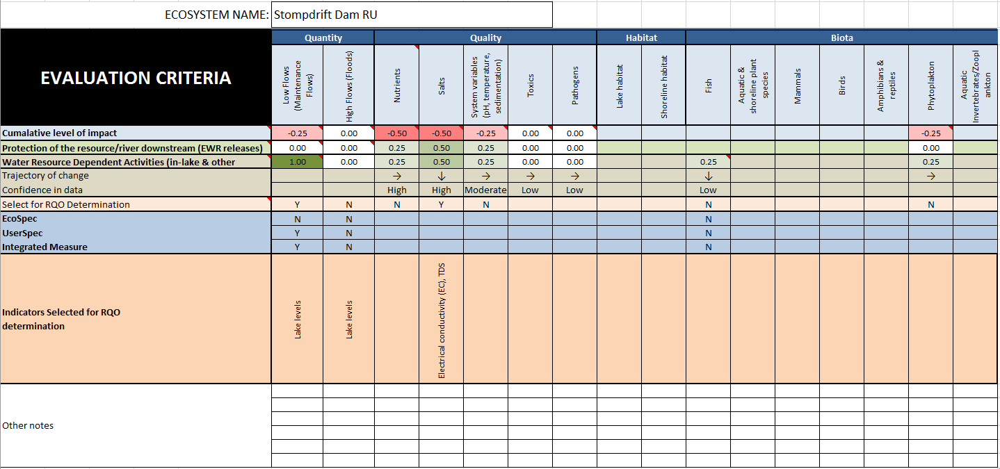 ECOSYSTEM NAME: Stompdrift Dam RU
EVALUATION CRITERIA
Quantity Quality Habitat Biota
Low Flows
(Maintenance
Flows)
High Flows (Floods)
Nutrients
Salts
System variables
(pH, temperature,
sedimentation)
Toxics
Pathogens
Lake habitat
Shoreline habitat
Fish
Aquatic &
shoreline plant
species
Mammals
Birds
Amphibians &
reptiles
Phytoplakton
Aquatic
Invertebrates/Zoopl
ankton
Cumalative level of impact -0.25 0.00 -0.50 -0.50 -0.25 0.00 0.00 -0.25
Protection of the resource/river downstream (EWR releases) 0.00 0.00 0.25 0.50 0.25 0.00 0.00 0.00
Water Resource Dependent Activities (in-lake & other 1.00 0.00 0.25 0.50 0.25 0.00 0.00 0.25 0.25
Trajectory of change → ↓ → → → ↓ →
Confidence in data High High Moderate Low Low Low
Select for RQO Determination Y N N Y N N N
EcoSpec N N N
UserSpec Y N N
Integrated Measure Y N N
Indicators Selected for RQO
determination
Lake levels
Lake levels
Electrical conductivity (EC), TDS
Other notes